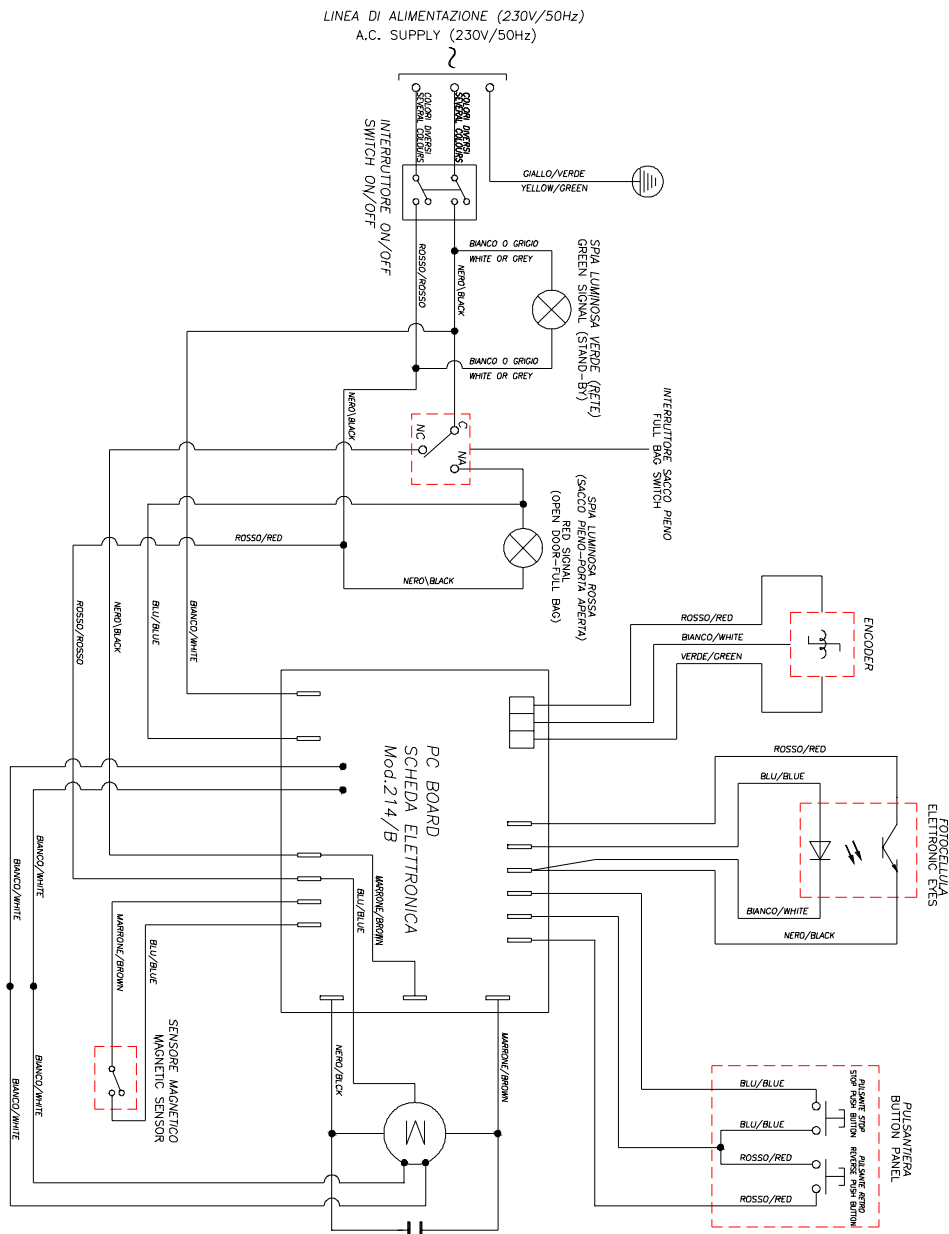 LINEA DI ALIMENTAZIONE (230V/50Hz)
A.C. SUPPLY (230V/50Hz)
COLORI DIVERSI
SEVERAL COLOURS
COLORI DIVERSI
SEVERAL COLOURS
INTERRUTTORE ON/OFF
SWITCH ON/OFF
GIALLO/VERDE
YELLOW/GREEN
BIANCO O GRIGIO
WHITE OR GREY
ROSSO/ROSSO
NERO\BLACK
SPIA LUMINOSA VERDE (RETE)
GREEN SIGNAL (STAND-BY)
BIANCO O GRIGIO
WHITE OR GREY
NERO\BLACK
C
NC
NA
INTERRUTTORE SACCO PIENO
FULL BAG SWITCH
SPIA LUMINOSA ROSSA
(SACCO PIENO-PORTA APERTA)
RED SIGNAL
(OPEN DOOR-FULL BAG)
ROSSO/RED
NERO\BLACK
ROSSO/ROSSO
NERO\BLACK
BLU/BLUE
BIANCO/WHITE
ROSSO/RED
BIANCO/WHITE
VERDE/GREEN
ENCODER
PC BOARD
SCHEDA ELETTRONICA
Mod.214/B
ROSSO/RED
BLU/BLUE
FOTOCELLULA
ELETTRONIC EYES
BIANCO/WHITE
NERO/BLACK
BIANCO/WHITE
BIANCO/WHITE
MARRONE/BROWN
BLU/BLUE
BLU/BLUE
MARRONE/BROWN
SENSORE MAGNETICO
MAGNETIC SENSOR
BIANCO/WHITE
BIANCO/WHITE
NERO/BLCK
MARRONE/BROWN
M
BLU/BLUE
BLU/BLUE
ROSSO/RED
ROSSO/RED
PULSANTE STOP
STOP PUSH BUTTON
PULSANTE RETRO
REVERSE PUSH BUTTON
PULSANTIERA
BUTTON PANEL